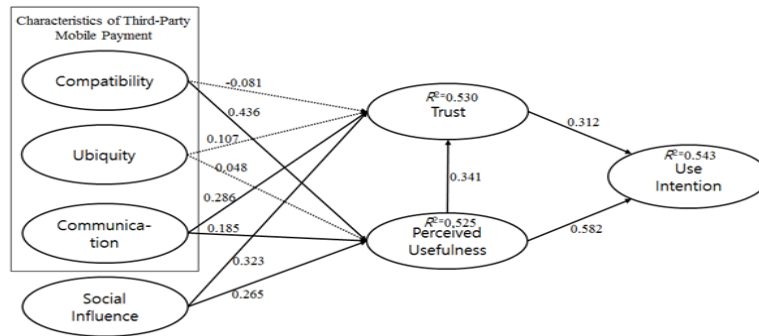 Characteristics of Third-Party
Mobile Payment
Compatibility
Ubiquity
Communica-
tion
Social
Influence
-0.081
0.436
0.107
0.048
0.286
0.185
0.323
0.265
R²=0.530
Trust
0.341
R²=0.525
Perceived
Usefulness
0.312
0.582
R²=0.543
Use
Intention